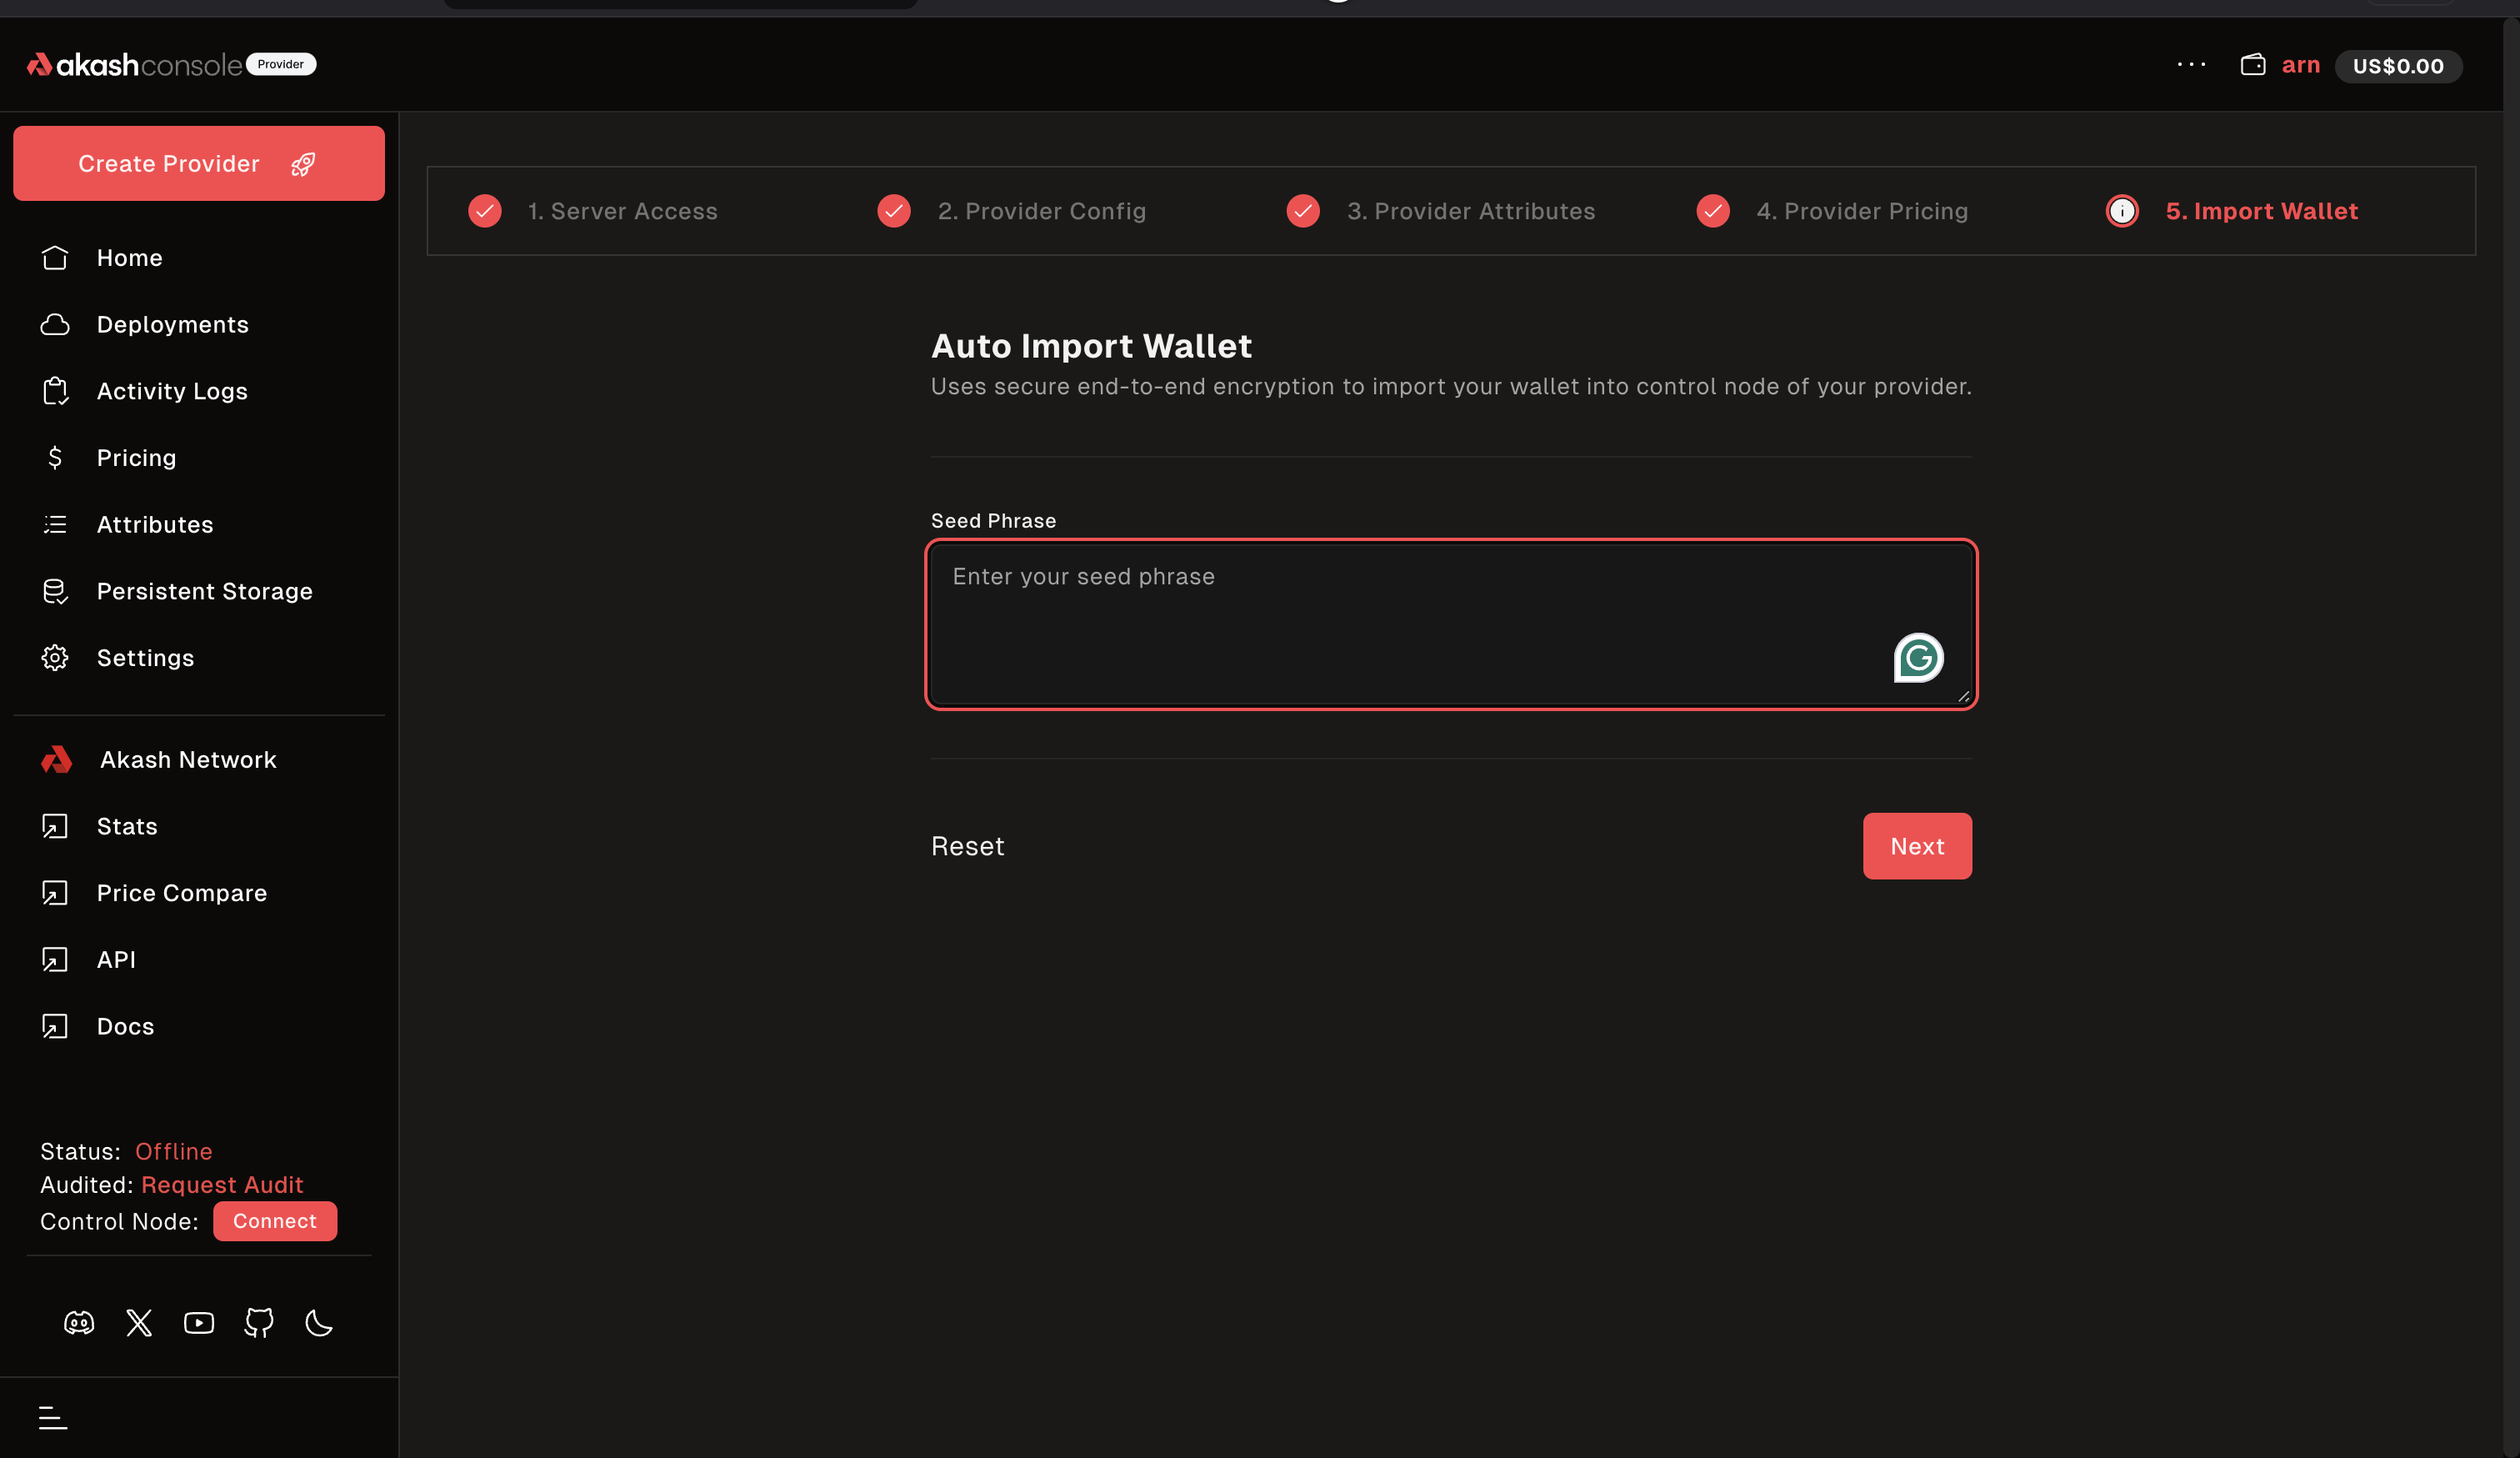 akashconsole Provider
··· arn US$0.00
Create Provider
Home
Deployments
Activity Logs
Pricing
Attributes
Persistent Storage
Settings
Akash Network
Stats
Price Compare
API
Docs
Status: Offline
Audited: Request Audit
Control Node: Connect
1. Server Access
2. Provider Config
3. Provider Attributes
4. Provider Pricing
5. Import Wallet
Auto Import Wallet
Uses secure end-to-end encryption to import your wallet into control node of your provider.
Seed Phrase
Enter your seed phrase
Reset
Next